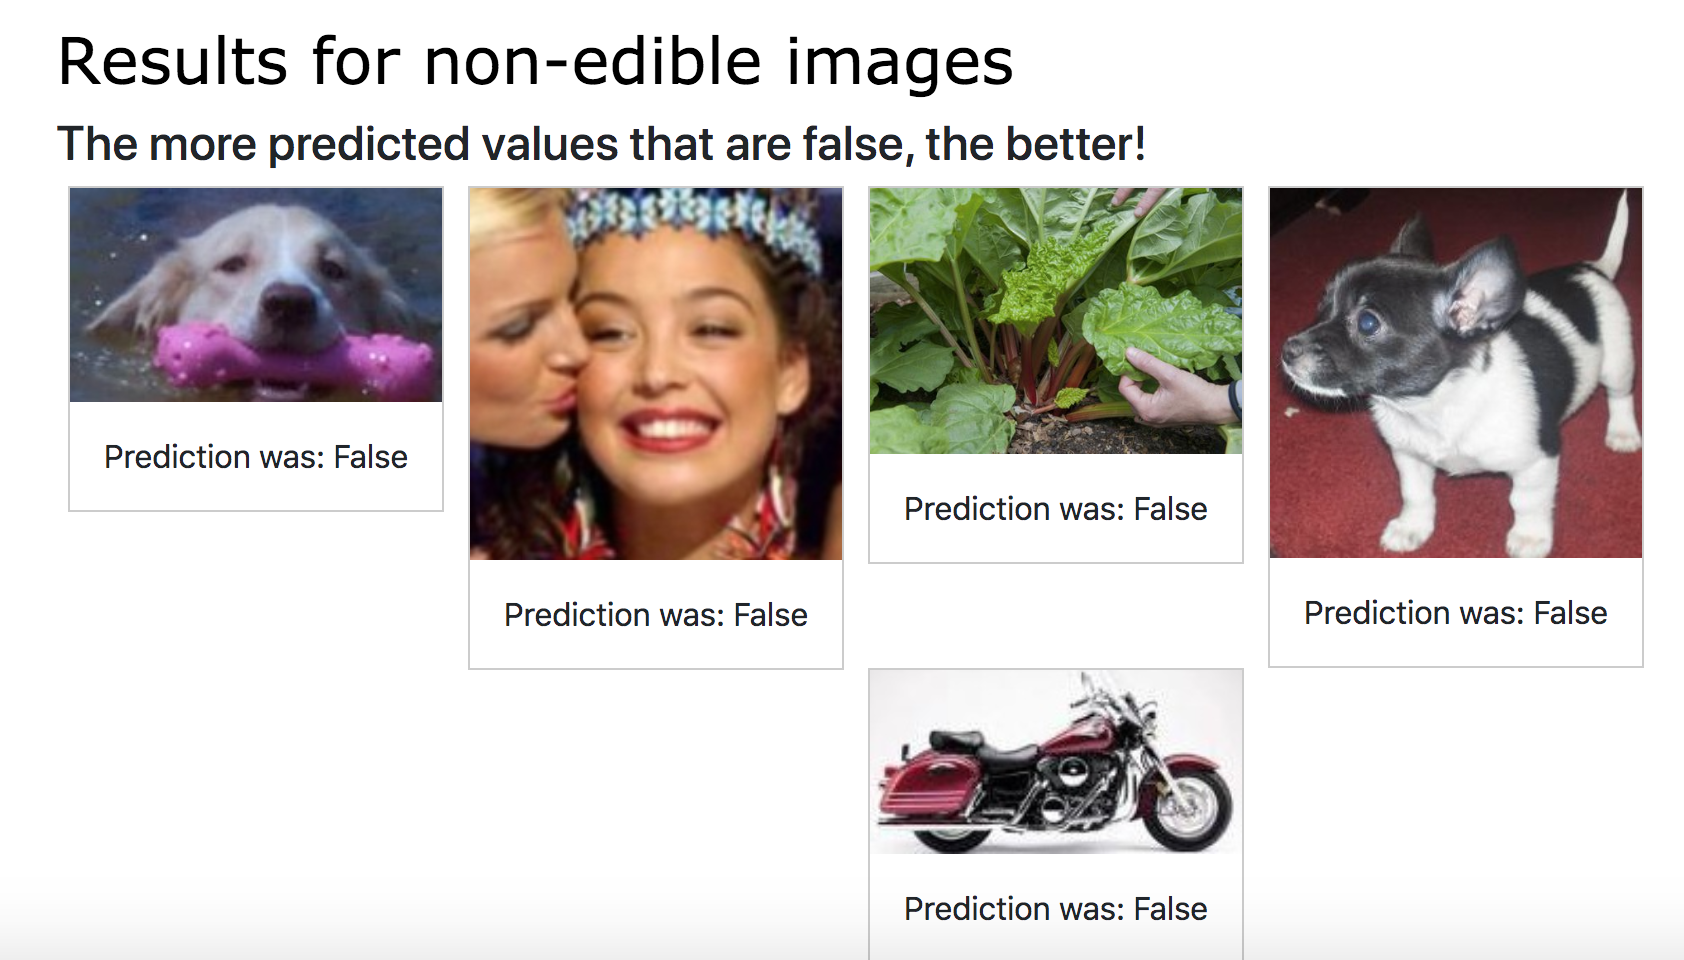 Results for non-edible images
The more predicted values that are false, the better!
Prediction was: False
Prediction was: False
Prediction was: False
Prediction was: False
Prediction was: False